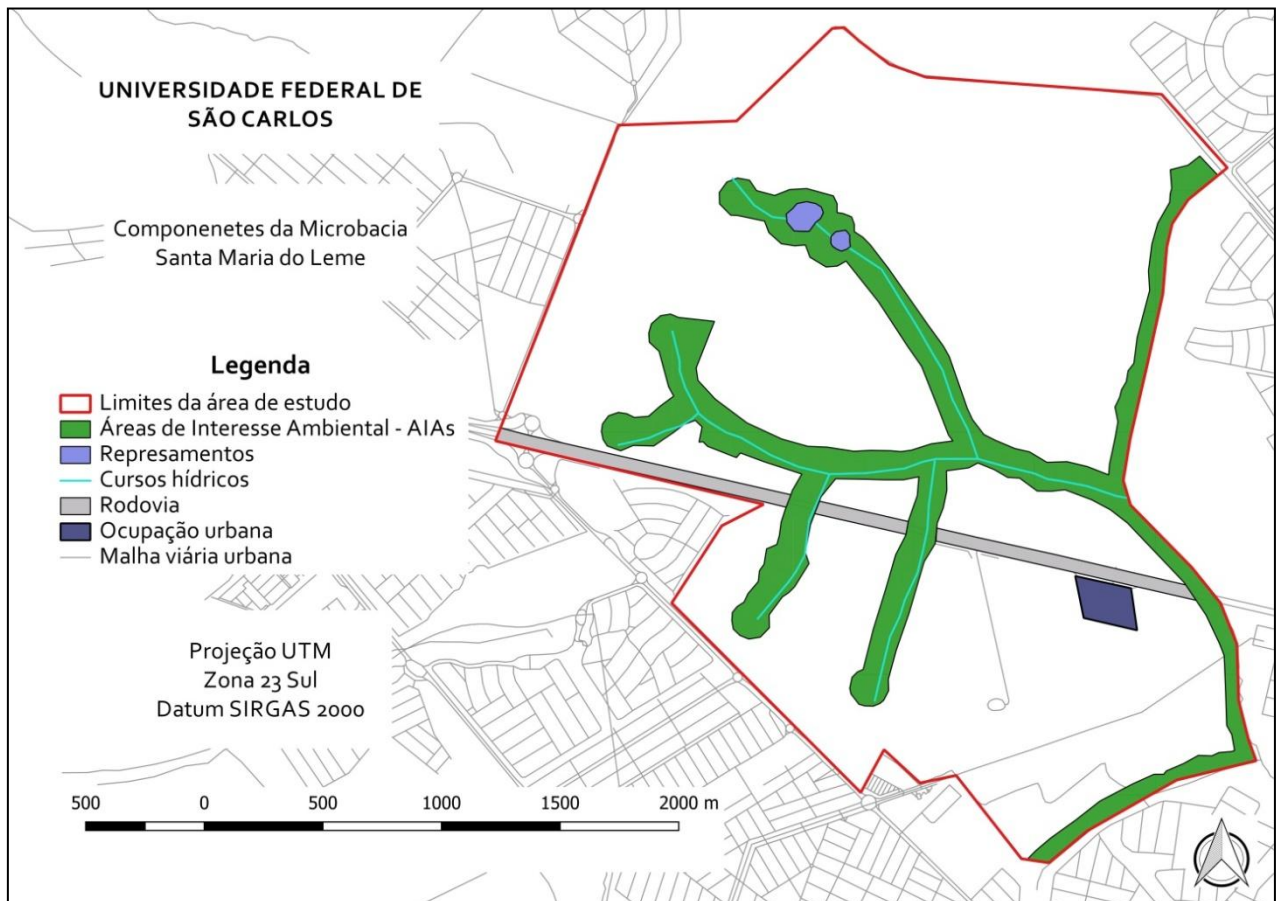 UNIVERSIDADE FEDERAL DE
SÃO CARLOS
Componenetes da Microbacia
Santa Maria do Leme
Legenda
Limites da área de estudo
Áreas de Interesse Ambiental - AIAs
Represamentos
Cursos hídricos
Rodovia
Ocupação urbana
Malha viária urbana
Projeção UTM
Zona 23 Sul
Datum SIRGAS 2000
500 0 500 1000 1500 2000 m